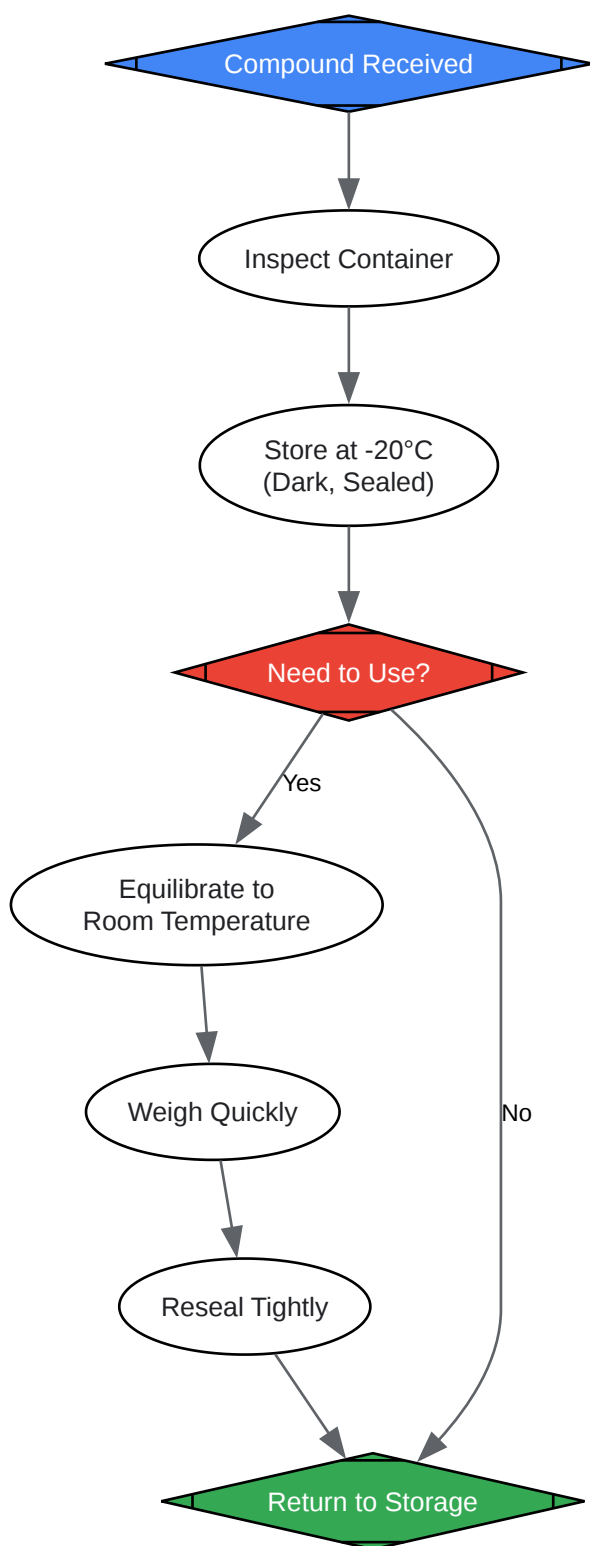 Compound Received
Inspect Container
Store at -20°C
(Dark, Sealed)
Need to Use?
Yes
Equilibrate to
Room Temperature
Weigh Quickly
No
Reseal Tightly
Return to Storage